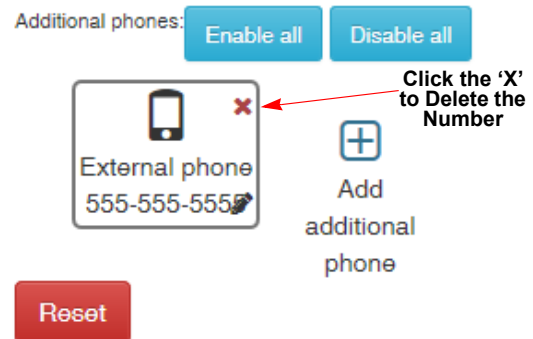 Additional phones: Enable all Disable all
Click the ‘X’
to Delete the
Number
External phone
555-555-555
Add
additional
phone
Reset